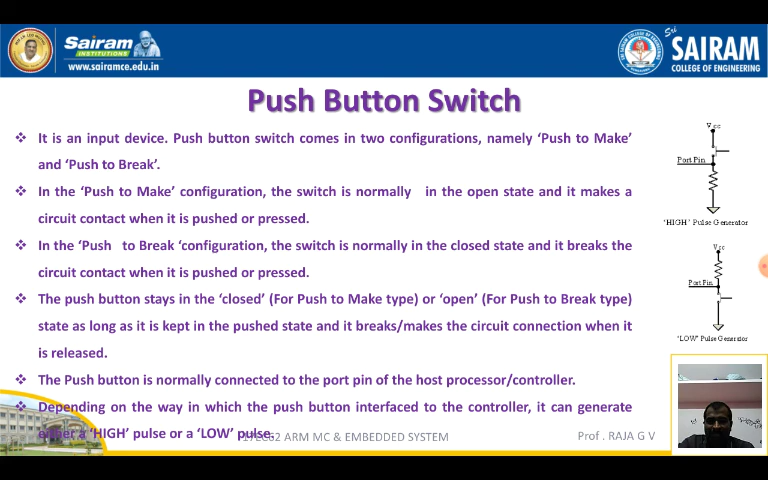 Sairam
INSTITUTIONS
www.sairamce.edu.in
Sri
SAIRAM
COLLEGE OF ENGINEERING
Push Button Switch
❖ It is an input device. Push button switch comes in two configurations, namely ‘Push to Make’
and ‘Push to Break’.
❖ In the ‘Push to Make’ configuration, the switch is normally in the open state and it makes a
circuit contact when it is pushed or pressed.
❖ In the ‘Push to Break ‘configuration, the switch is normally in the closed state and it breaks the
circuit contact when it is pushed or pressed.
❖ The push button stays in the ‘closed’ (For Push to Make type) or ‘open’ (For Push to Break type)
state as long as it is kept in the pushed state and it breaks/makes the circuit connection when it
is released.
❖ The Push button is normally connected to the port pin of the host processor/controller.
❖ Depending on the way in which the push button interfaced to the controller, it can generate
either a ‘HIGH’ pulse or a ‘LOW’ pulse.
Vcc
Port Pin
‘HIGH’ Pulse Generator
Vcc
Port Pin
‘LOW’ Pulse Generator
ARM MC & EMBEDDED SYSTEM
Prof . RAJA G V